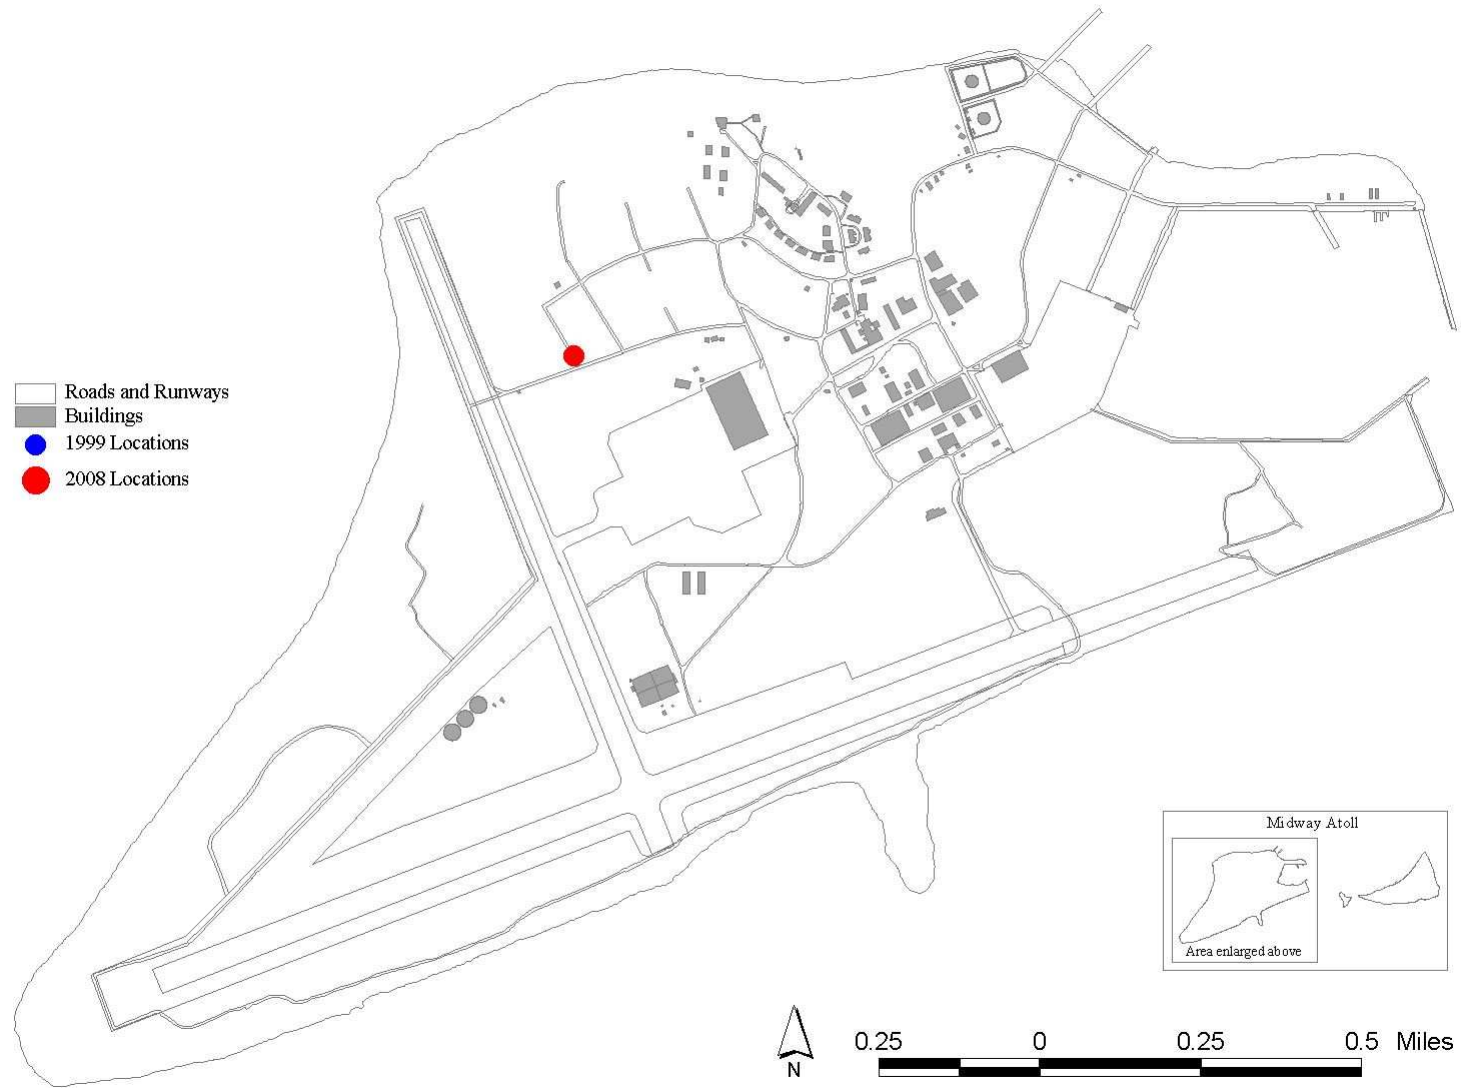 Roads and Runways
Buildings
1999 Locations
2008 Locations
Midway Atoll
Area enlarged above
N
0.25 0 0.25 0.5 Miles